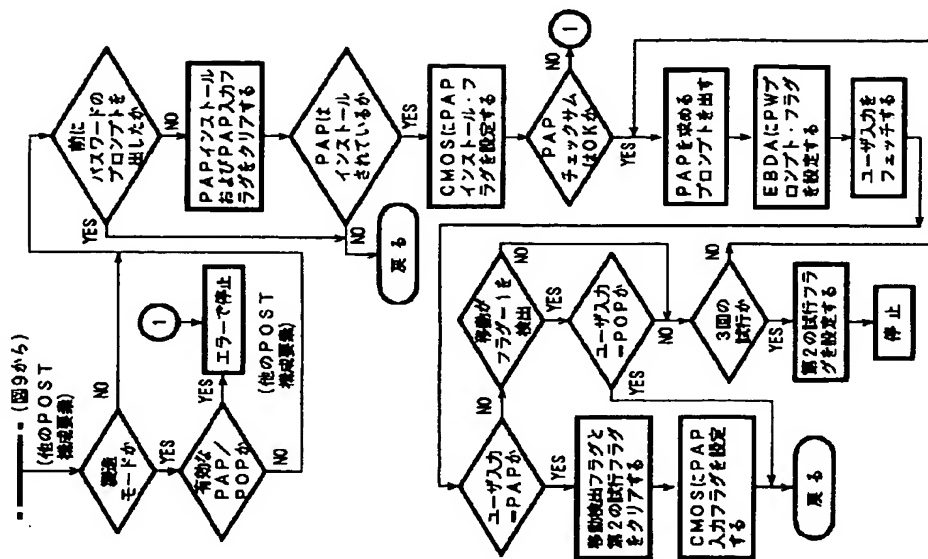 (図9から)
(他のPOST
構成要素)
製造
モードか
NO
YES
有効な
PAP/
POPか
YES
NO
1
エラーで停止
(他のPOST
構成要素)
前に
パスワードの
プロンプトを
出したか
YES
NO
PAPインストール
およびPAP入力フ
ラグをクリアする
PAPは
インストール
されているか
NO
YES
戻る
CMOSにPAP
インストール・フ
ラグを設定する
PAP
チェックサム
はOKか
NO
1
YES
PAPを求める
プロンプトを出す
EBDAにPWプ
ロンプト・フラグ
を設定する
ユーザ入力を
フェッチする
ユーザ入力
=PAPか
NO
YES
移動検出フラグと
第2の試行フラグ
をクリアする
CMOSにPAP
入力フラグを設定
する
戻る
移動が
フラグ=1を
検出
NO
YES
ユーザ入力
=POPか
YES
NO
3回の
試行か
NO
YES
第2の試行フラ
グを設定する
停止